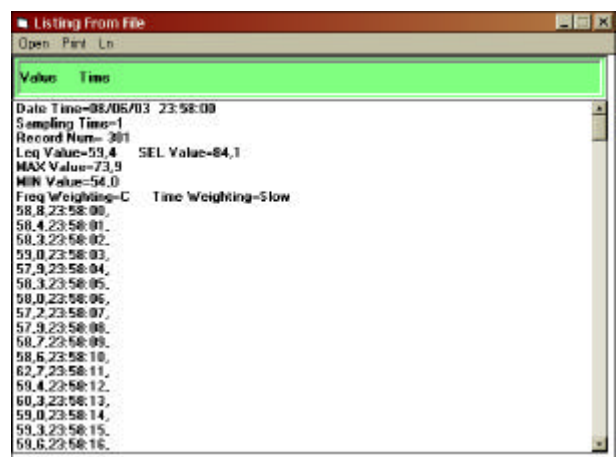 Listing From File
Open Print Ln
Value Time
Date Time=08/06/03 23:58:00
Sampling Time=1
Record Num= 301
Leq Value=59,4 SEL Value=84,1
MAX Value=73,9
MIN Value=54,0
Freq Weighting=C Time Weighting=Slow
58,8,23:58:00,
58,4,23:58:01,
58,3,23:58:02,
59,0,23:58:03,
57,9,23:58:04,
58,3,23:58:05,
58,0,23:58:06,
57,2,23:58:07,
57,9,23:58:08,
58,7,23:58:09,
58,6,23:58:10,
62,7,23:58:11,
59,4,23:58:12,
60,3,23:58:13,
59,0,23:58:14,
59,3,23:58:15,
59,6,23:58:16,